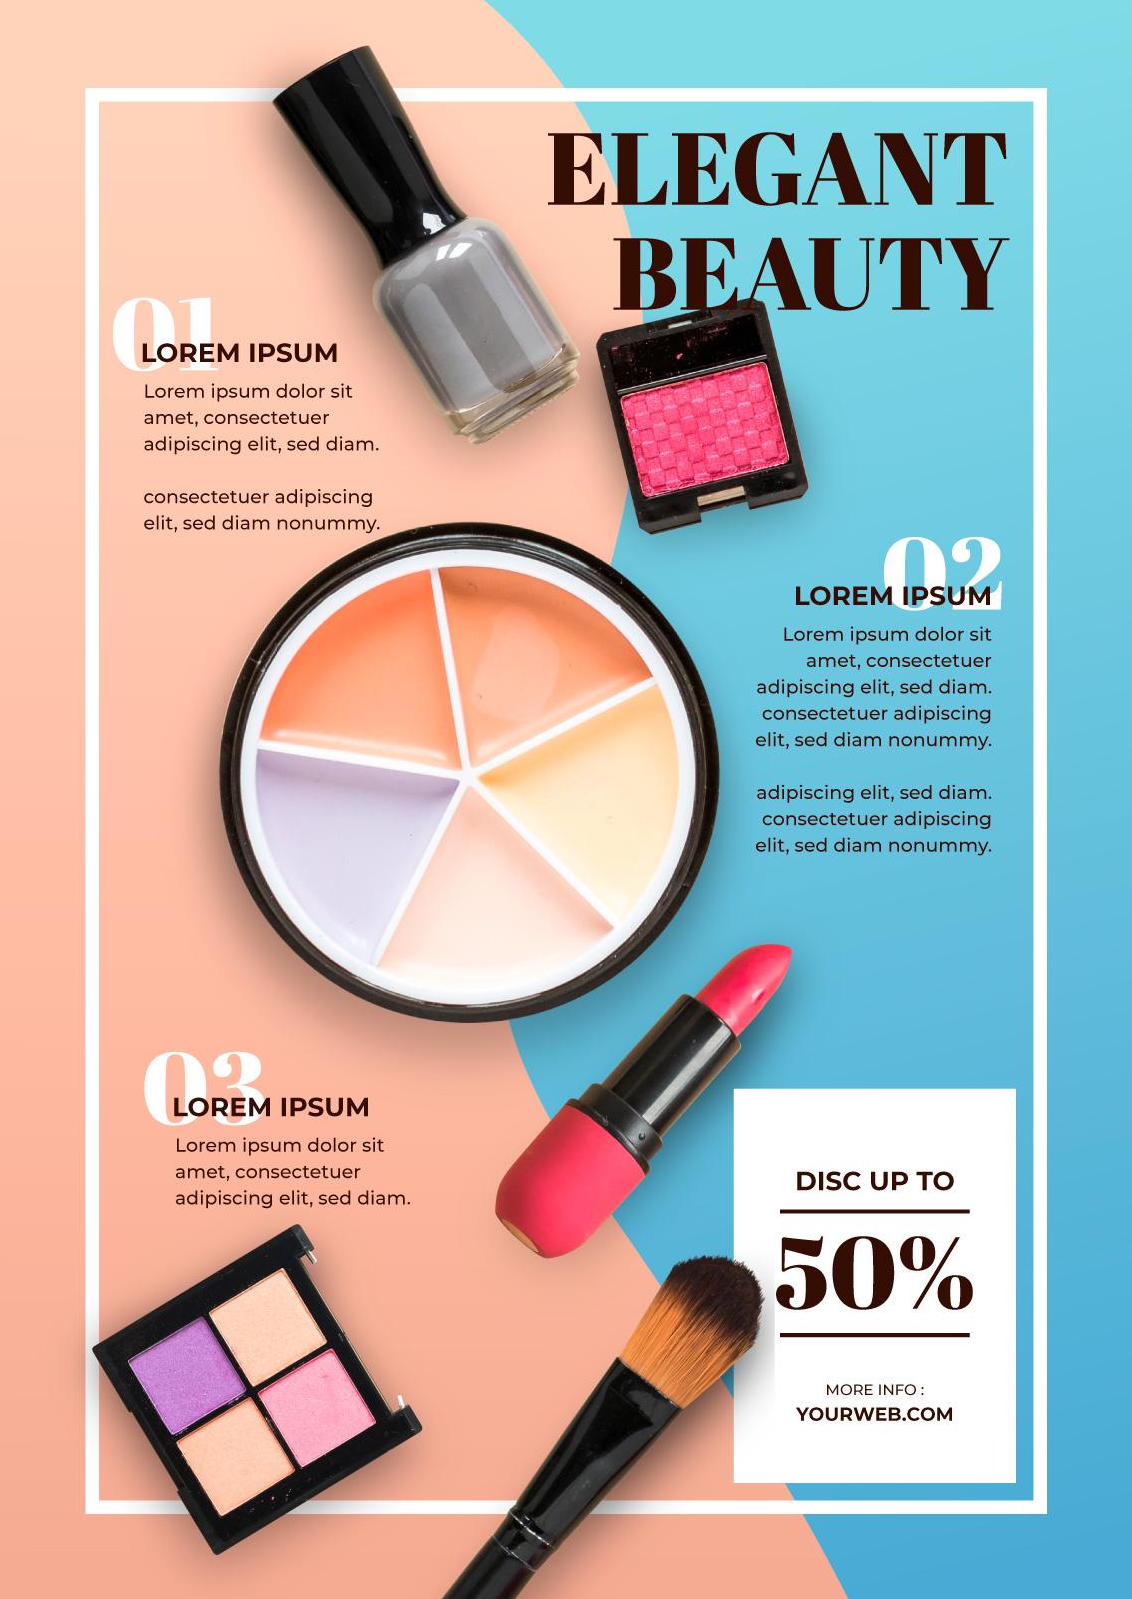 ELEGANT
BEAUTY
01
LOREM IPSUM
Lorem ipsum dolor sit
amet, consectetuer
adipiscing elit, sed diam.
consectetuer adipiscing
elit, sed diam nonummy.
02
LOREM IPSUM
Lorem ipsum dolor sit
amet, consectetuer
adipiscing elit, sed diam.
consectetuer adipiscing
elit, sed diam nonummy.
adipiscing elit, sed diam.
consectetuer adipiscing
elit, sed diam nonummy.
03
LOREM IPSUM
Lorem ipsum dolor sit
amet, consectetuer
adipiscing elit, sed diam.
DISC UP TO
50%
MORE INFO :
YOURWEB.COM